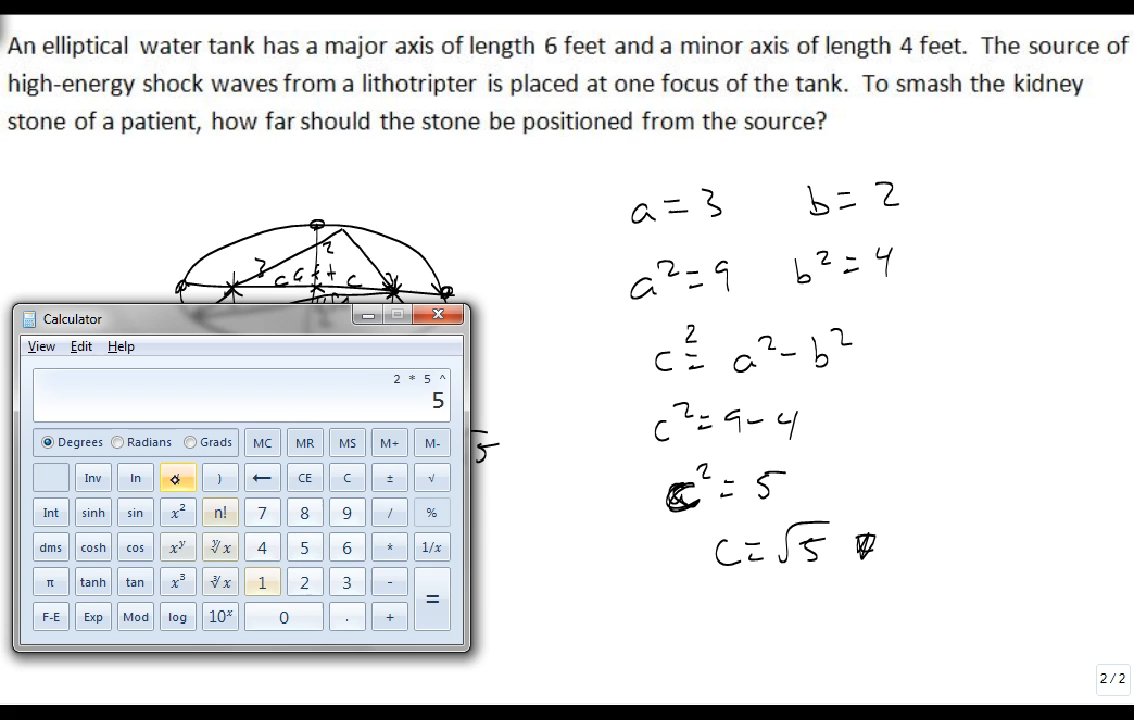 An elliptical water tank has a major axis of length 6 feet and a minor axis of length 4 feet. The source of
high-energy shock waves from a lithotripter is placed at one focus of the tank. To smash the kidney
stone of a patient, how far should the stone be positioned from the source?
a = 3 b = 2
a² = 9 b² = 4
c² = a² - b²
c² = 9 - 4
c² = 5
c = √5
3 2
c c
Calculator
View Edit Help
2 * 5 ^
5
Degrees Radians Grads MC MR MS M+ M-
Inv ln ) ← CE C ± √
Int sinh sin x² n! 7 8 9 / %
dms cosh cos xʸ ʸ√x 4 5 6 * 1/x
π tanh tan x³ ³√x 1 2 3 - =
F-E Exp Mod log 10ˣ 0 . +
5
2 / 2